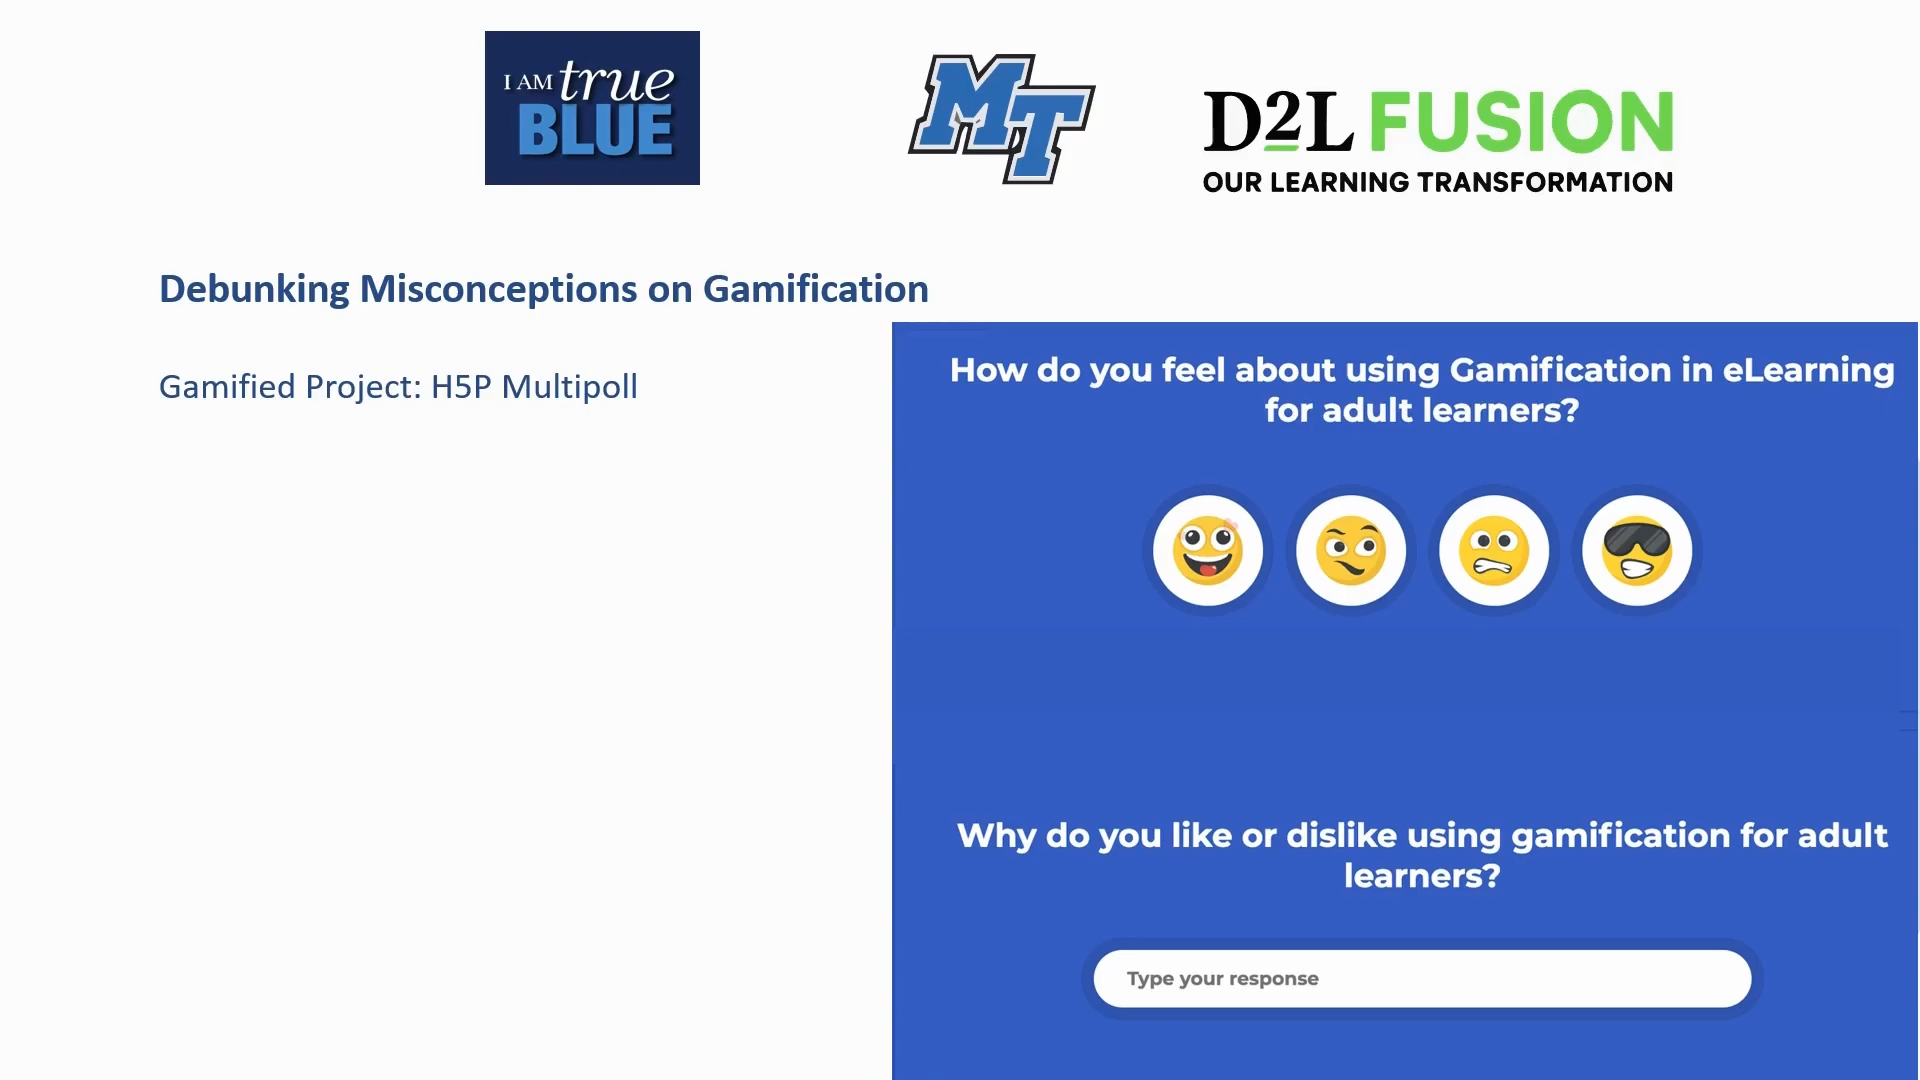 I AM true
BLUE
MT
D2L FUSION
OUR LEARNING TRANSFORMATION
Debunking Misconceptions on Gamification
Gamified Project: H5P Multipoll
How do you feel about using Gamification in eLearning
for adult learners?
Why do you like or dislike using gamification for adult
learners?
Type your response